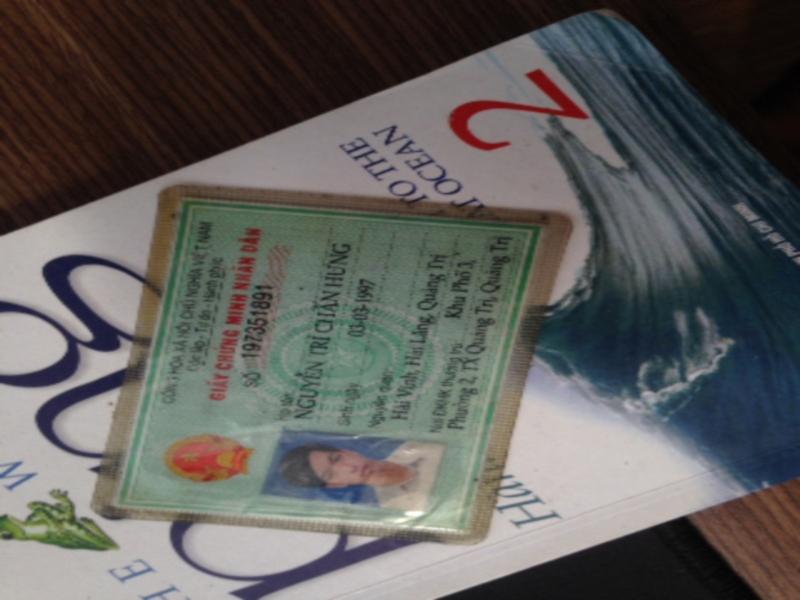 CỘNG HÒA XÃ HỘI CHỦ NGHĨA VIỆT NAM
Độc lập - Tự do - Hạnh phúc
GIẤY CHỨNG MINH NHÂN DÂN
SỐ 197351891
Họ tên
NGUYỄN TRÍ CHẤN HƯNG
Sinh ngày 03-03-1997
Nguyên quán
Hải Vĩnh, Hải Lăng, Quảng Trị
Nơi ĐKHK thường trú Khu Phố 3,
Phường 2, TX Quảng Trị, Quảng Trị
2
TO THE
OCEAN